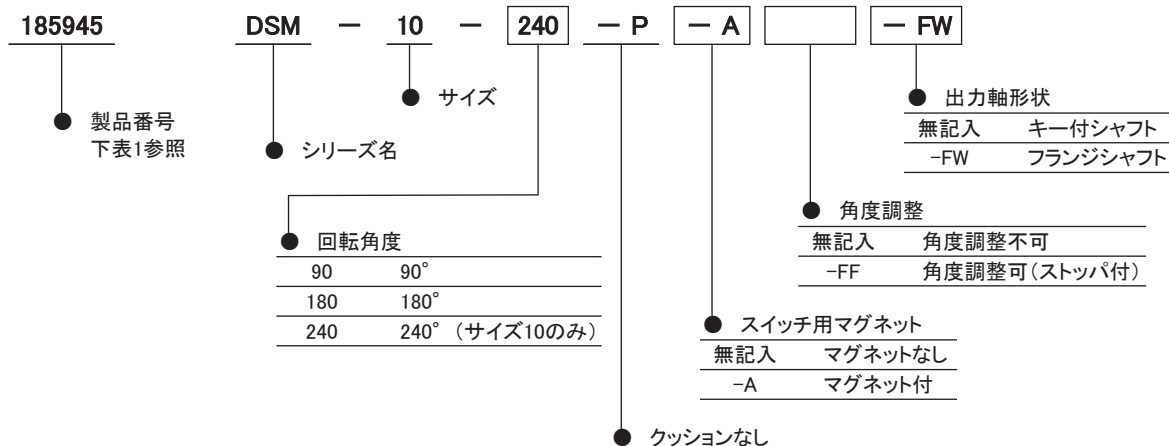 185945 DSM － 10 － 240 － P － A － FW
● 出力軸形状
無記入 キー付シャフト
-FW フランジシャフト
● サイズ
● 製品番号
下表1参照
● シリーズ名
● 角度調整
無記入 角度調整不可
-FF 角度調整可（ストッパ付）
● 回転角度
90 90°
180 180°
240 240° （サイズ10のみ）
● スイッチ用マグネット
無記入 マグネットなし
-A マグネット付
● クッションなし